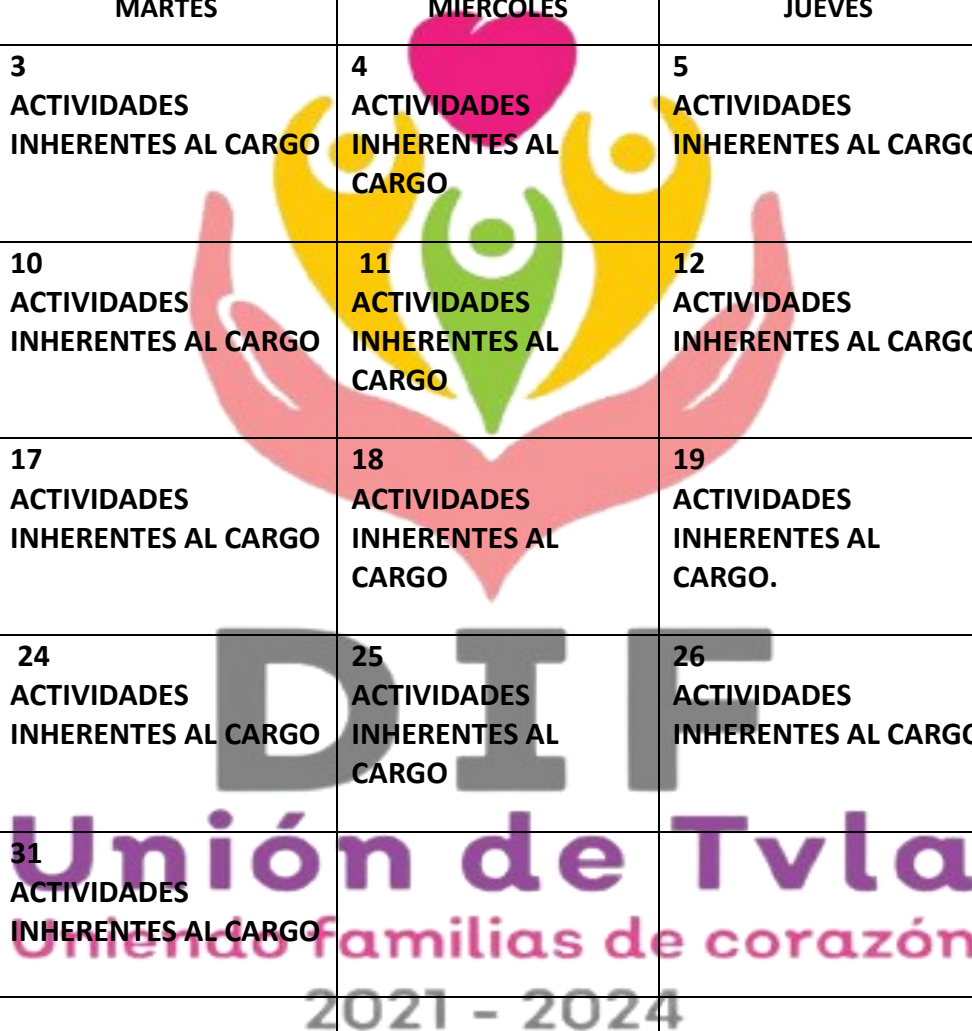 MARTES MIERCOLES JUEVES
3
ACTIVIDADES
INHERENTES AL CARGO
4
ACTIVIDADES
INHERENTES AL
CARGO
5
ACTIVIDADES
INHERENTES AL CARGO
10
ACTIVIDADES
INHERENTES AL CARGO
11
ACTIVIDADES
INHERENTES AL
CARGO
12
ACTIVIDADES
INHERENTES AL CARGO
17
ACTIVIDADES
INHERENTES AL CARGO
18
ACTIVIDADES
INHERENTES AL
CARGO
19
ACTIVIDADES
INHERENTES AL
CARGO.
24
ACTIVIDADES
INHERENTES AL CARGO
25
ACTIVIDADES
INHERENTES AL
CARGO
26
ACTIVIDADES
INHERENTES AL CARGO
31
ACTIVIDADES
INHERENTES AL CARGO
DIF
Unión de Tvla
Uniendo familias de corazón
2021 - 2024